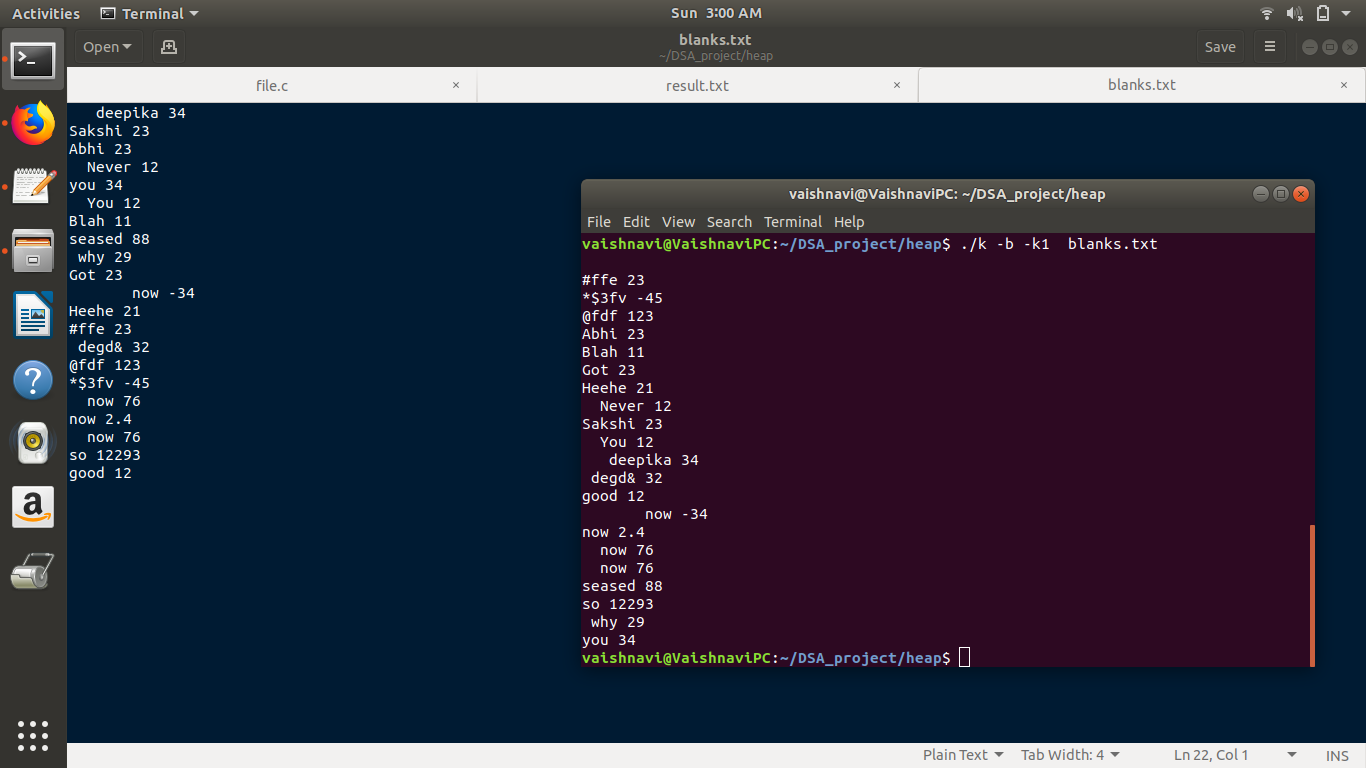 Activities Terminal Sun 3:00 AM
Open blanks.txt Save
~/DSA_project/heap
file.c × result.txt × blanks.txt ×
   deepika 34
Sakshi 23
Abhi 23
  Never 12
you 34
  You 12
Blah 11
seased 88
 why 29
Got 23
       now -34
Heehe 21
#ffe 23
 degd& 32
@fdf 123
*$3fv -45
  now 76
now 2.4
  now 76
so 12293
good 12
vaishnavi@VaishnaviPC: ~/DSA_project/heap
File Edit View Search Terminal Help
vaishnavi@VaishnaviPC:~/DSA_project/heap$ ./k -b -k1  blanks.txt
#ffe 23
*$3fv -45
@fdf 123
Abhi 23
Blah 11
Got 23
Heehe 21
  Never 12
Sakshi 23
  You 12
   deepika 34
 degd& 32
good 12
       now -34
now 2.4
  now 76
  now 76
seased 88
so 12293
 why 29
you 34
vaishnavi@VaishnaviPC:~/DSA_project/heap$
Plain Text Tab Width: 4 Ln 22, Col 1 INS